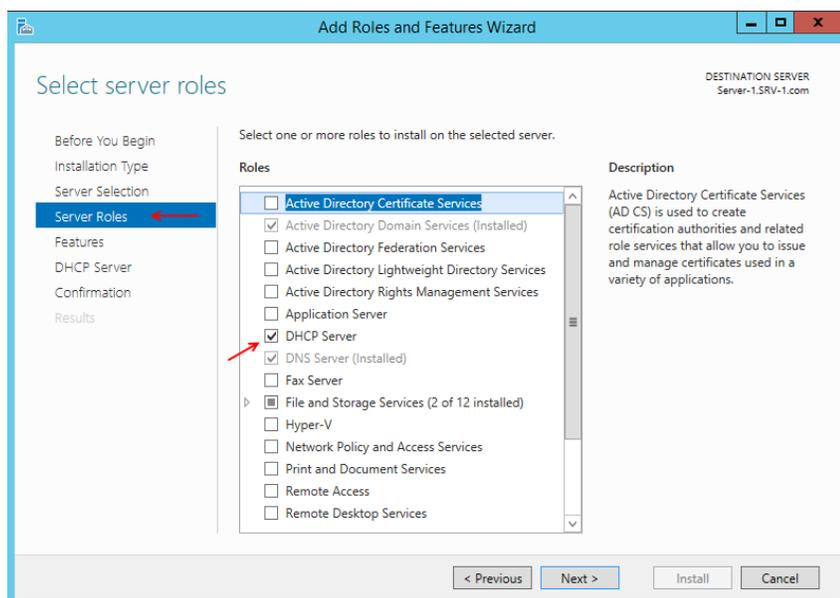 Add Roles and Features Wizard
Select server roles
DESTINATION SERVER
Server-1.SRV-1.com
Before You Begin
Installation Type
Server Selection
Server Roles
Features
DHCP Server
Confirmation
Results
Select one or more roles to install on the selected server.
Roles
Active Directory Certificate Services
Active Directory Domain Services (Installed)
Active Directory Federation Services
Active Directory Lightweight Directory Services
Active Directory Rights Management Services
Application Server
DHCP Server
DNS Server (Installed)
Fax Server
File and Storage Services (2 of 12 installed)
Hyper-V
Network Policy and Access Services
Print and Document Services
Remote Access
Remote Desktop Services
Description
Active Directory Certificate Services
(AD CS) is used to create
certification authorities and related
role services that allow you to issue
and manage certificates used in a
variety of applications.
< Previous
Next >
Install
Cancel